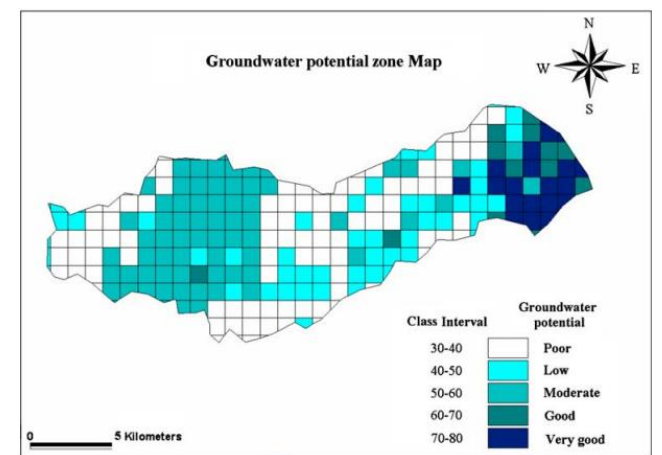 Groundwater potential zone Map
N
W E
S
Class Interval Groundwater potential
30-40 Poor
40-50 Low
50-60 Moderate
60-70 Good
70-80 Very good
0 5 Kilometers